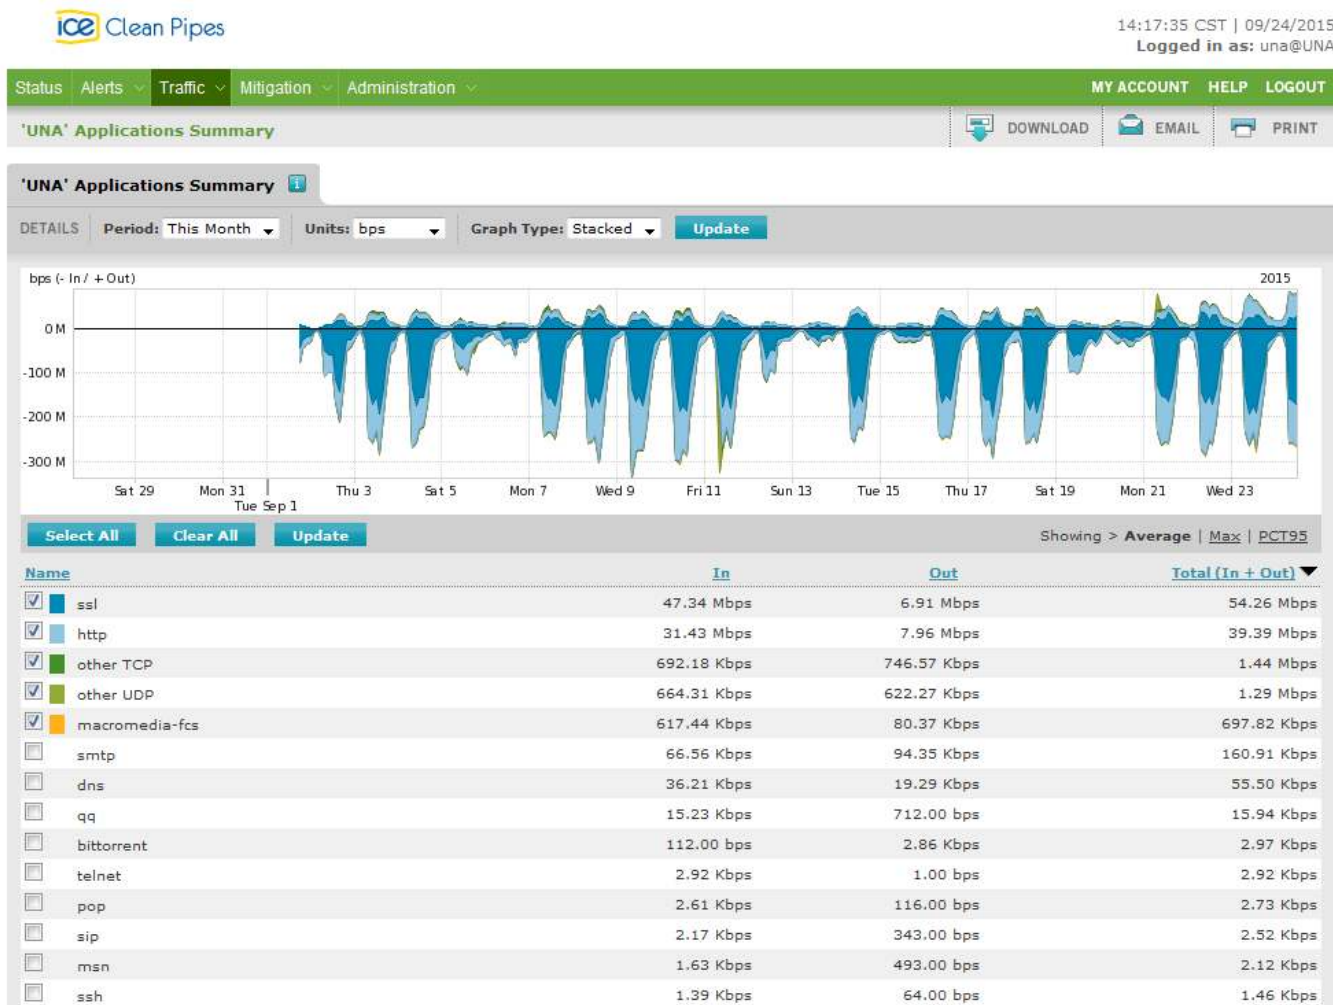 ice Clean Pipes
14:17:35 CST | 09/24/2015
Logged in as: una@UNA
Status Alerts Traffic Mitigation Administration MY ACCOUNT HELP LOGOUT
'UNA' Applications Summary DOWNLOAD EMAIL PRINT
'UNA' Applications Summary i
DETAILS Period: This Month Units: bps Graph Type: Stacked Update
bps (- In / + Out) 2015
0 M
-100 M
-200 M
-300 M
Sat 29 Mon 31 Thu 3 Sat 5 Mon 7 Wed 9 Fri 11 Sun 13 Tue 15 Thu 17 Sat 19 Mon 21 Wed 23
Tue Sep 1
Select All Clear All Update Showing > Average | Max | PCT95
Name In Out Total (In + Out)
ssl 47.34 Mbps 6.91 Mbps 54.26 Mbps
http 31.43 Mbps 7.96 Mbps 39.39 Mbps
other TCP 692.18 Kbps 746.57 Kbps 1.44 Mbps
other UDP 664.31 Kbps 622.27 Kbps 1.29 Mbps
macromedia-fcs 617.44 Kbps 80.37 Kbps 697.82 Kbps
smtp 66.56 Kbps 94.35 Kbps 160.91 Kbps
dns 36.21 Kbps 19.29 Kbps 55.50 Kbps
qq 15.23 Kbps 712.00 bps 15.94 Kbps
bittorrent 112.00 bps 2.86 Kbps 2.97 Kbps
telnet 2.92 Kbps 1.00 bps 2.92 Kbps
pop 2.61 Kbps 116.00 bps 2.73 Kbps
sip 2.17 Kbps 343.00 bps 2.52 Kbps
msn 1.63 Kbps 493.00 bps 2.12 Kbps
ssh 1.39 Kbps 64.00 bps 1.46 Kbps